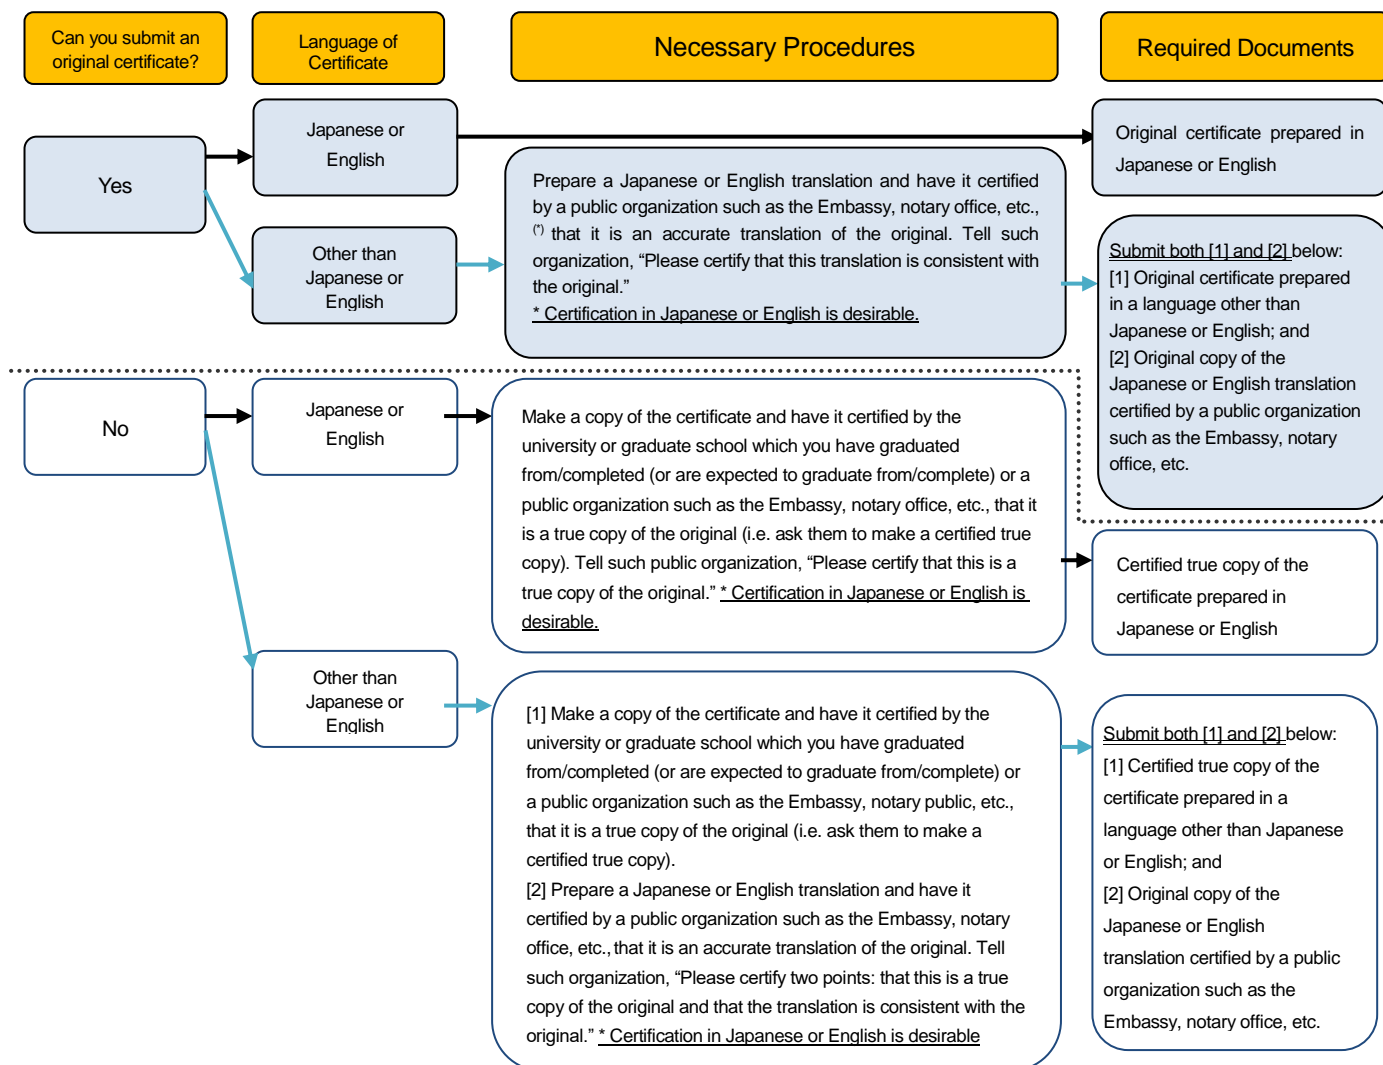 Can you submit an
original certificate?
Language of
Certificate
Necessary Procedures
Required Documents
Yes
Japanese or
English
Original certificate prepared in
Japanese or English
Other than
Japanese or
English
Prepare a Japanese or English translation and have it certified
by a public organization such as the Embassy, notary office, etc.,
(*) that it is an accurate translation of the original. Tell such
organization, “Please certify that this translation is consistent with
the original.”
* Certification in Japanese or English is desirable.
Submit both [1] and [2] below:
[1] Original certificate prepared
in a language other than
Japanese or English; and
[2] Original copy of the
Japanese or English translation
certified by a public organization
such as the Embassy, notary
office, etc.
No
Japanese or
English
Make a copy of the certificate and have it certified by the
university or graduate school which you have graduated
from/completed (or are expected to graduate from/complete) or a
public organization such as the Embassy, notary office, etc., that it
is a true copy of the original (i.e. ask them to make a certified true
copy). Tell such public organization, “Please certify that this is a
true copy of the original.” * Certification in Japanese or English is
desirable.
Certified true copy of the
certificate prepared in
Japanese or English
Other than
Japanese or
English
[1] Make a copy of the certificate and have it certified by the
university or graduate school which you have graduated
from/completed (or are expected to graduate from/complete) or
a public organization such as the Embassy, notary public, etc.,
that it is a true copy of the original (i.e. ask them to make a
certified true copy).
[2] Prepare a Japanese or English translation and have it
certified by a public organization such as the Embassy, notary
office, etc., that it is an accurate translation of the original. Tell
such organization, “Please certify two points: that this is a true
copy of the original and that the translation is consistent with the
original.” * Certification in Japanese or English is desirable
Submit both [1] and [2] below:
[1] Certified true copy of the
certificate prepared in a
language other than Japanese
or English; and
[2] Original copy of the
Japanese or English
translation certified by a public
organization such as the
Embassy, notary office, etc.